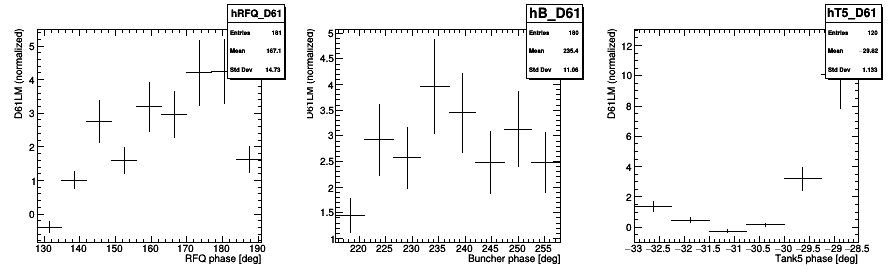 hRFQ_D61
Entries 181
Mean 167.1
Std Dev 14.73
D61LM (normalized)
5
4
3
2
1
0
130 140 150 160 170 180 190
RFQ phase [deg]
hB_D61
Entries 180
Mean 235.4
Std Dev 11.06
D61LM (normalized)
5
4.5
4
3.5
3
2.5
2
1.5
1
220 225 230 235 240 245 250 255
Buncher phase [deg]
hT5_D61
Entries 120
Mean −29.82
Std Dev 1.133
D61LM (normalized)
12
10
8
6
4
2
0
−33 −32.5 −32 −31.5 −31 −30.5 −30 −29.5 −29 −28.5
Tank5 phase [deg]